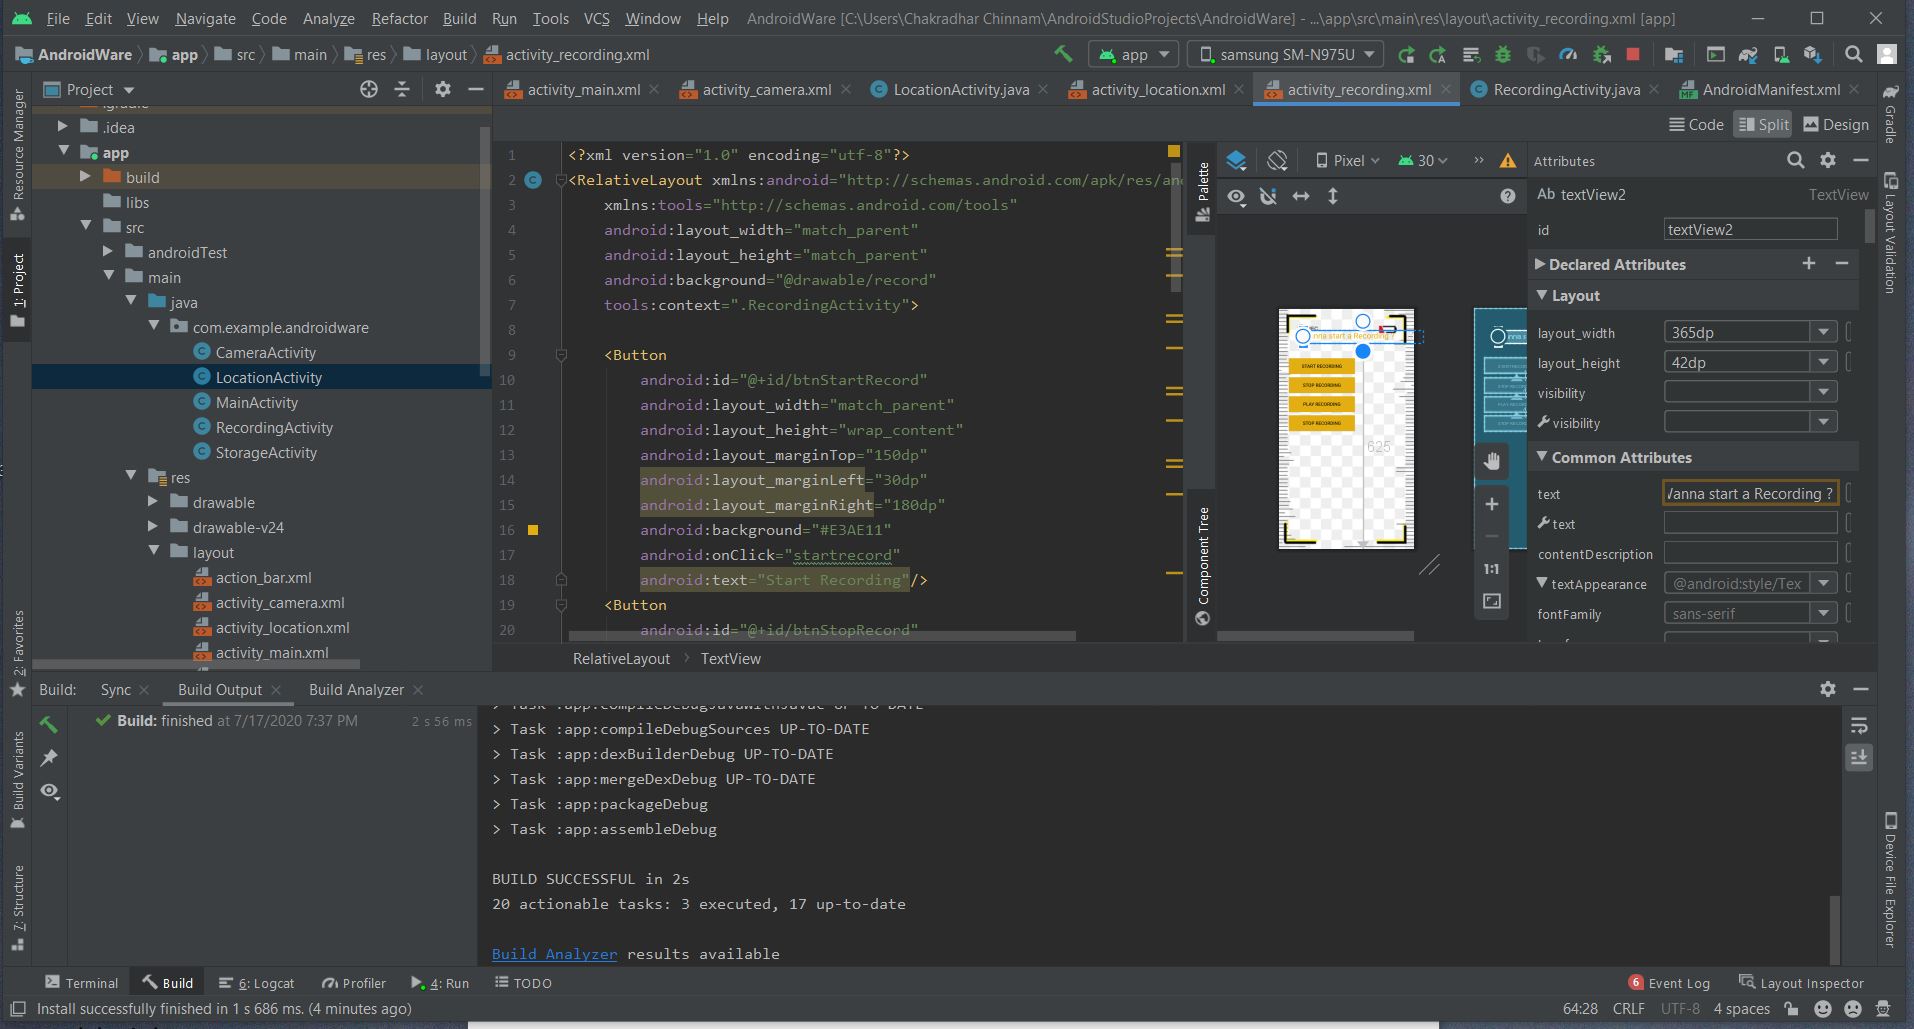 File Edit View Navigate Code Analyze Refactor Build Run Tools VCS Window Help AndroidWare [C:\Users\Chakradhar Chinnam\AndroidStudioProjects\AndroidWare] - ...\app\src\main\res\layout\activity_recording.xml [app]
AndroidWare app src main res layout activity_recording.xml app samsung SM-N975U
Project activity_main.xml activity_camera.xml LocationActivity.java activity_location.xml activity_recording.xml RecordingActivity.java AndroidManifest.xml
Code Split Design
Resource Manager
1: Project
2: Favorites
Build Variants
7: Structure
.gradle
.idea
app
build
libs
src
androidTest
main
java
com.example.androidware
CameraActivity
LocationActivity
MainActivity
RecordingActivity
StorageActivity
res
drawable
drawable-v24
layout
action_bar.xml
activity_camera.xml
activity_location.xml
activity_main.xml
1 <?xml version="1.0" encoding="utf-8"?>
2 <RelativeLayout xmlns:android="http://schemas.android.com/apk/res/an
3 xmlns:tools="http://schemas.android.com/tools"
4 android:layout_width="match_parent"
5 android:layout_height="match_parent"
6 android:background="@drawable/record"
7 tools:context=".RecordingActivity">
8
9 <Button
10 android:id="@+id/btnStartRecord"
11 android:layout_width="match_parent"
12 android:layout_height="wrap_content"
13 android:layout_marginTop="150dp"
14 android:layout_marginLeft="30dp"
15 android:layout_marginRight="180dp"
16 android:background="#E3AE11"
17 android:onClick="startrecord"
18 android:text="Start Recording"/>
19 <Button
20 android:id="@+id/btnStopRecord"
RelativeLayout TextView
Palette
Component Tree
Pixel 30 »
nna start a Recording ?
START RECORDING
STOP RECORDING
PLAY RECORDING
STOP RECORDING
625
1:1
Attributes
Ab textView2 TextView
id textView2
Declared Attributes
Layout
layout_width 365dp
layout_height 42dp
visibility
visibility
Common Attributes
text Wanna start a Recording ?
text
contentDescription
textAppearance @android:style/Tex
fontFamily sans-serif
Gradle
Layout Validation
Device File Explorer
Build: Sync Build Output Build Analyzer
Build: finished at 7/17/2020 7:37 PM 2 s 56 ms
> Task :app:compileDebugJavaWithJavac UP-TO-DATE
> Task :app:compileDebugSources UP-TO-DATE
> Task :app:dexBuilderDebug UP-TO-DATE
> Task :app:mergeDexDebug UP-TO-DATE
> Task :app:packageDebug
> Task :app:assembleDebug
BUILD SUCCESSFUL in 2s
20 actionable tasks: 3 executed, 17 up-to-date
Build Analyzer results available
Terminal Build 6: Logcat Profiler 4: Run TODO 6 Event Log Layout Inspector
Install successfully finished in 1 s 686 ms. (4 minutes ago) 64:28 CRLF UTF-8 4 spaces